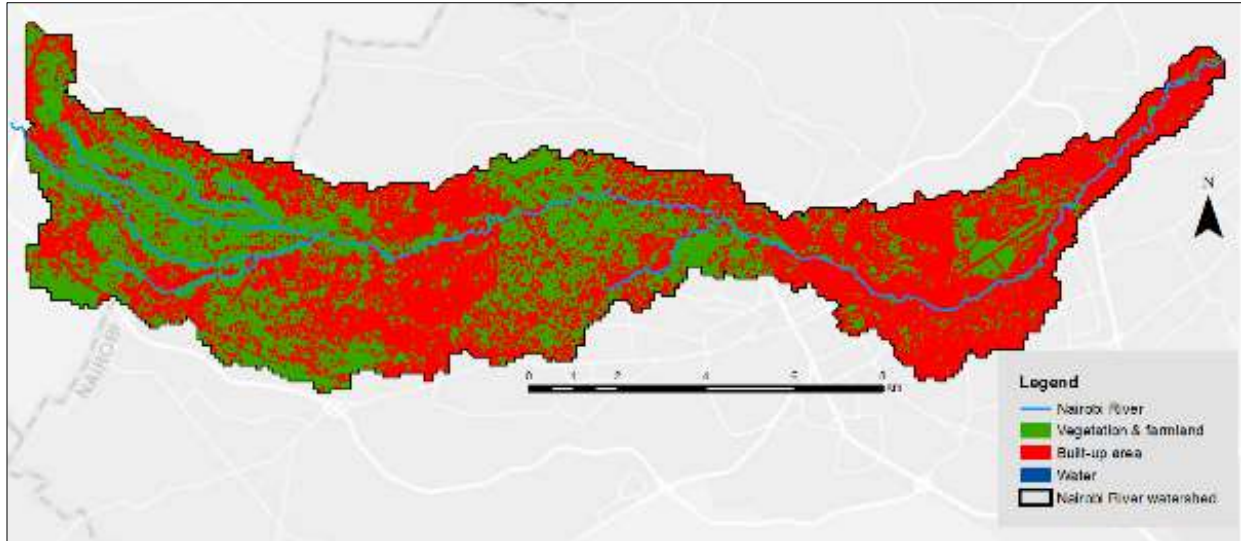 N
0 1 2 4 6 8
km
NAIROBI
Legend
Nairobi River
Vegetation & farmland
Built-up area
Water
Nairobi River watershed